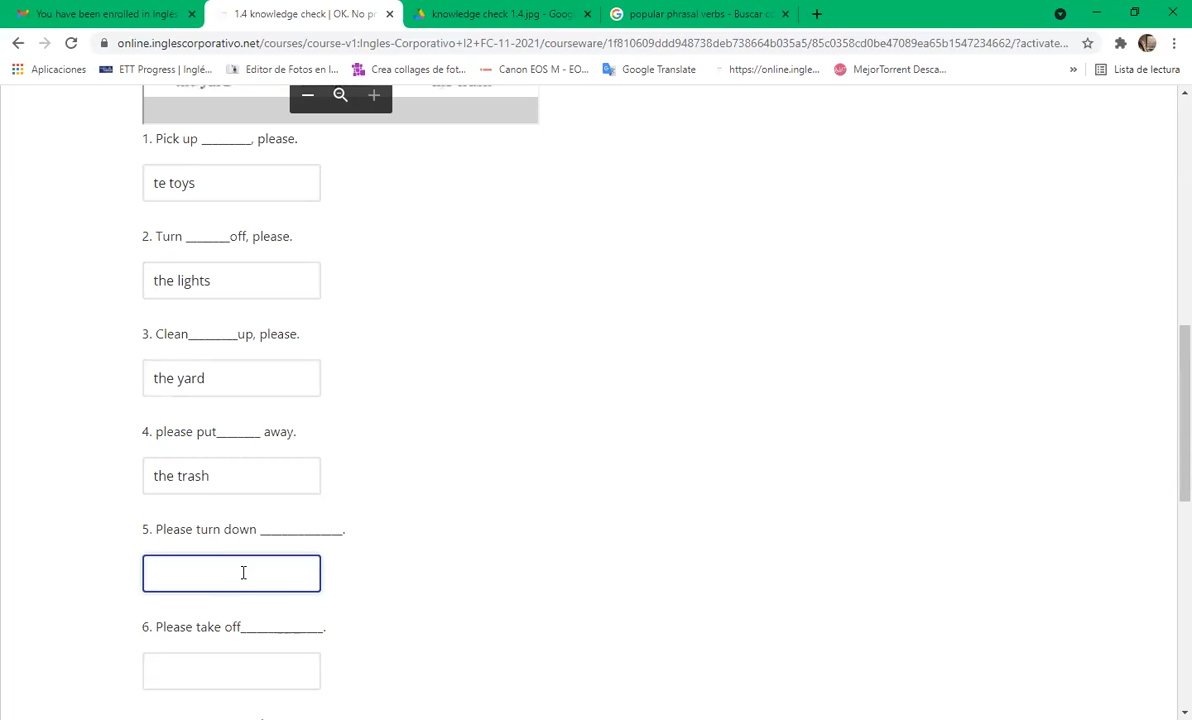 You have been enrolled in Inglés
1.4 knowledge check | OK. No pr
knowledge check 1.4.jpg - Goog
popular phrasal verbs - Buscar c
online.inglescorporativo.net/courses/course-v1:Ingles-Corporativo+I2+FC-11-2021/courseware/1f810609ddd948738deb738664b035a5/85c0358cd0be47089ea65b1547234662/?activate...
Aplicaciones
ETT Progress | Inglé...
Editor de Fotos en l...
Crea collages de fot...
Canon EOS M - EO...
Google Translate
https://online.ingle...
MejorTorrent Desca...
»
Lista de lectura
1. Pick up ________, please.
te toys
2. Turn _______off, please.
the lights
3. Clean________up, please.
the yard
4. please put_______ away.
the trash
5. Please turn down _____________.
6. Please take off_____________.